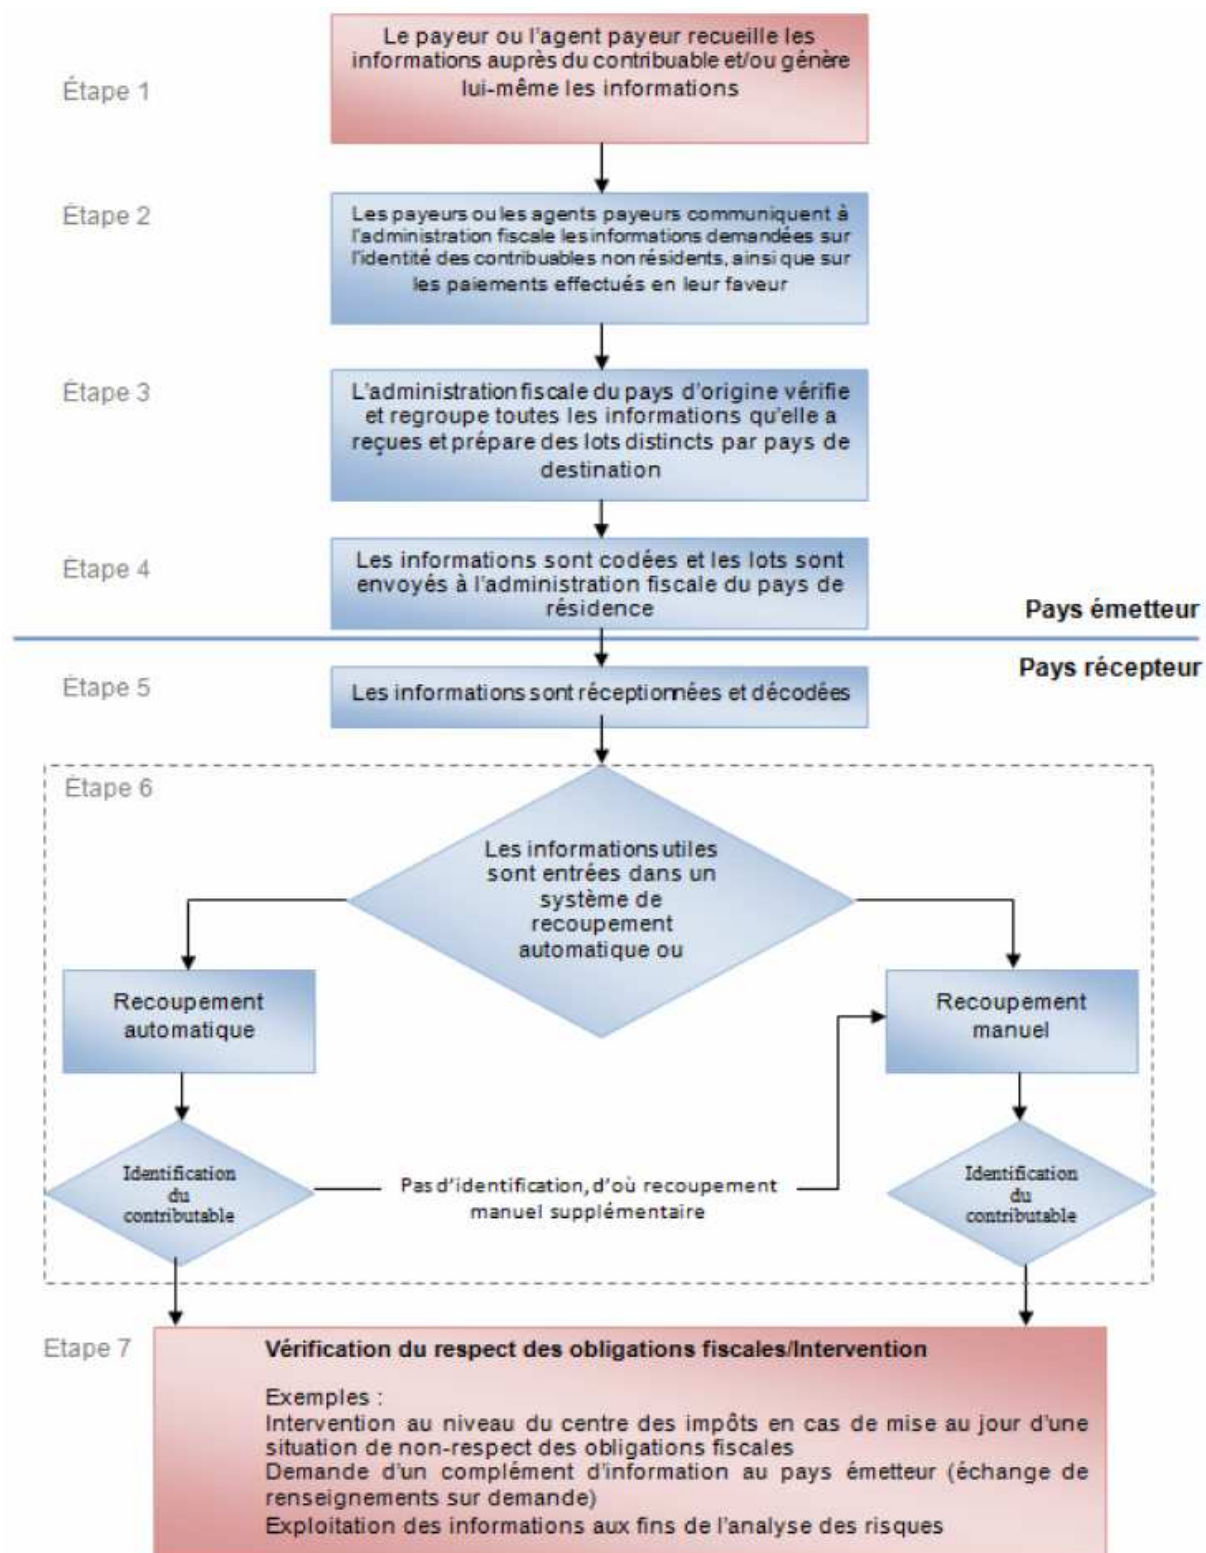 Étape 1
Le payeur ou l'agent payeur recueille les
informations auprès du contribuable et/ou génère
lui-même les informations
Étape 2
Les payeurs ou les agents payeurs communiquent à
l'administration fiscale les informations demandées sur
l'identité des contribuables non résidents, ainsi que sur
les paiements effectués en leur faveur
Étape 3
L'administration fiscale du pays d'origine vérifie
et regroupe toutes les informations qu'elle a
reçues et prépare des lots distincts par pays de
destination
Étape 4
Les informations sont codées et les lots sont
envoyés à l'administration fiscale du pays de
résidence
Pays émetteur
Pays récepteur
Étape 5
Les informations sont réceptionnées et décodées
Étape 6
Les informations utiles
sont entrées dans un
système de
recoupement
automatique ou
Recoupement
automatique
Recoupement
manuel
Identification
du
contributable
Pas d'identification, d'où recoupement
manuel supplémentaire
Identification
du
contributable
Etape 7
Vérification du respect des obligations fiscales/Intervention
Exemples :
Intervention au niveau du centre des impôts en cas de mise au jour d'une
situation de non-respect des obligations fiscales
Demande d'un complément d'information au pays émetteur (échange de
renseignements sur demande)
Exploitation des informations aux fins de l'analyse des risques